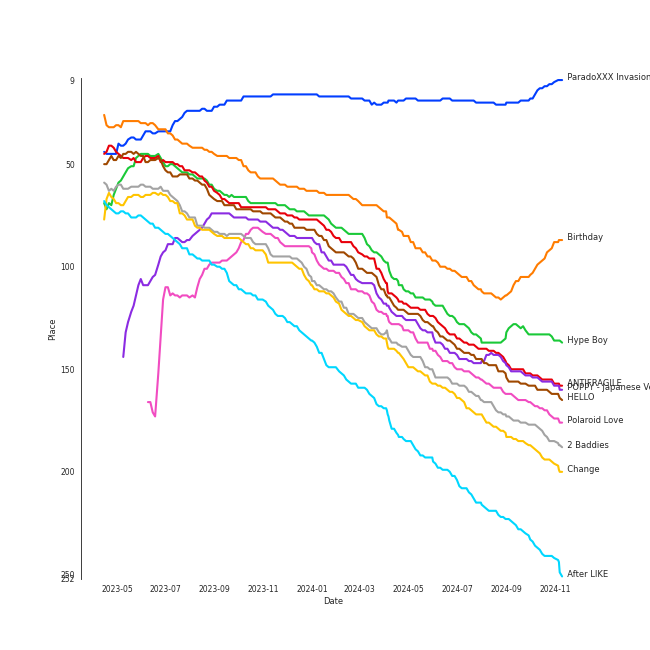 9
ParadoXXX Invasion
50
100
150
200
250
252
Place
Birthday
Hype Boy
ANTIFRAGILE
POPPY - Japanese Ve
HELLO
Polaroid Love
2 Baddies
Change
After LIKE
2023-05 2023-07 2023-09 2023-11 2024-01 2024-03 2024-05 2024-07 2024-09 2024-11
Date